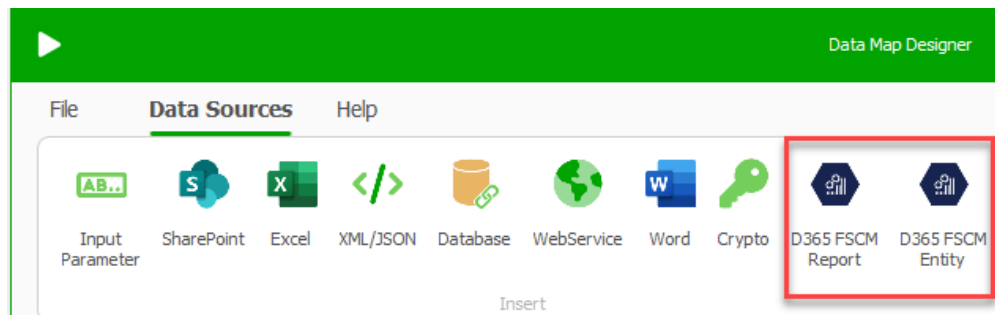 Data Map Designer
File Data Sources Help
AB..
S X </> W
Input SharePoint Excel XML/JSON Database WebService Word Crypto D365 FSCM D365 FSCM
Parameter Report Entity
Insert